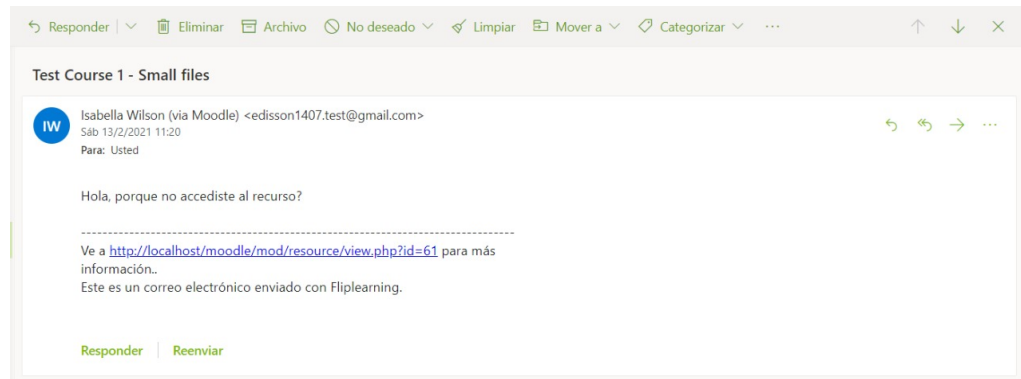 Responder Eliminar Archivo No deseado Limpiar Mover a Categorizar ...
Test Course 1 - Small files
IW
Isabella Wilson (via Moodle) <edisson1407.test@gmail.com>
Sáb 13/2/2021 11:20
Para: Usted
Hola, porque no accediste al recurso?
--------------------------------------------------------------------------------
Ve a http://localhost/moodle/mod/resource/view.php?id=61 para más
información..
Este es un correo electrónico enviado con Fliplearning.
Responder Reenviar